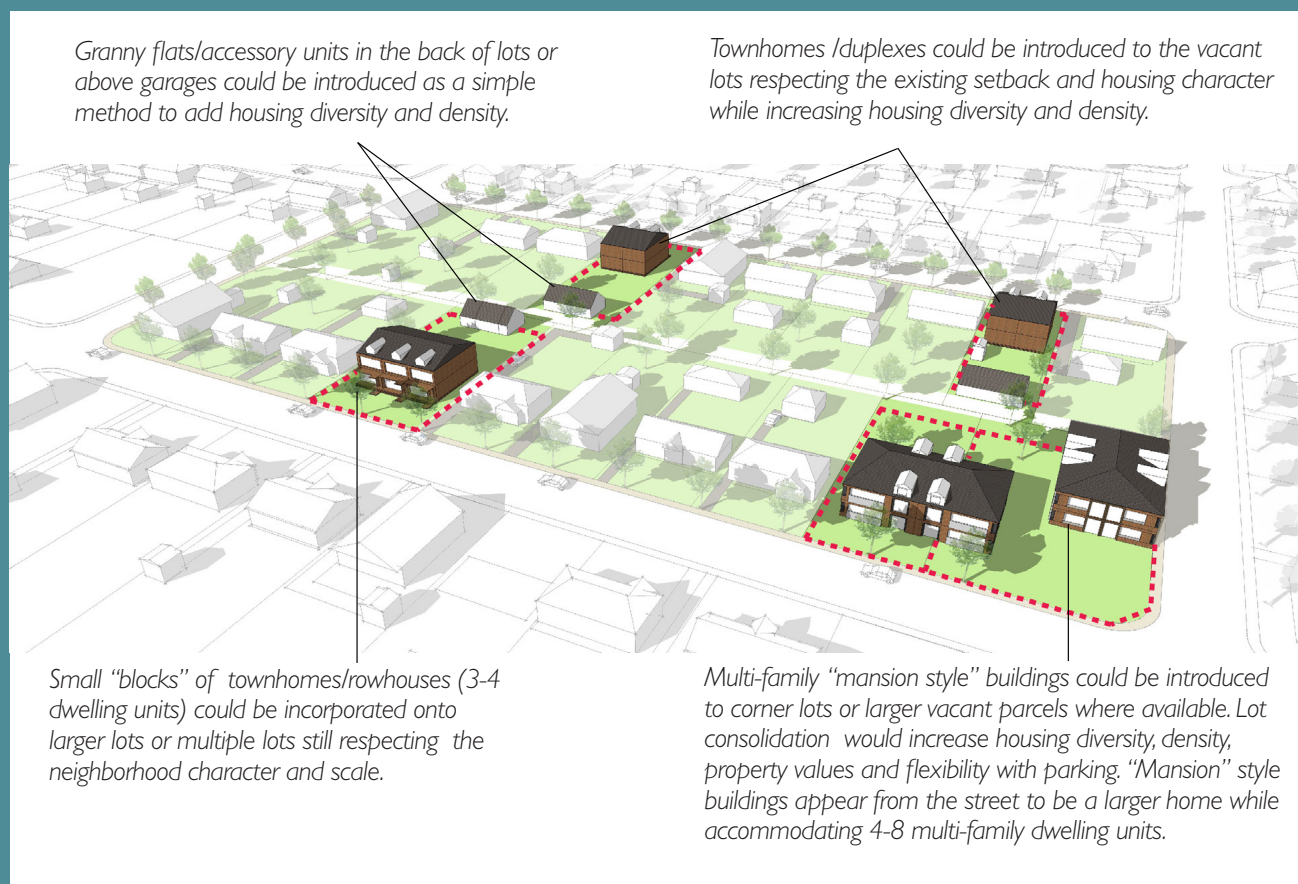 Granny flats/accessory units in the back of lots or
above garages could be introduced as a simple
method to add housing diversity and density.
Townhomes /duplexes could be introduced to the vacant
lots respecting the existing setback and housing character
while increasing housing diversity and density.
Small “blocks” of townhomes/rowhouses (3-4
dwelling units) could be incorporated onto
larger lots or multiple lots still respecting the
neighborhood character and scale.
Multi-family “mansion style” buildings could be introduced
to corner lots or larger vacant parcels where available. Lot
consolidation would increase housing diversity, density,
property values and flexibility with parking. “Mansion” style
buildings appear from the street to be a larger home while
accommodating 4-8 multi-family dwelling units.